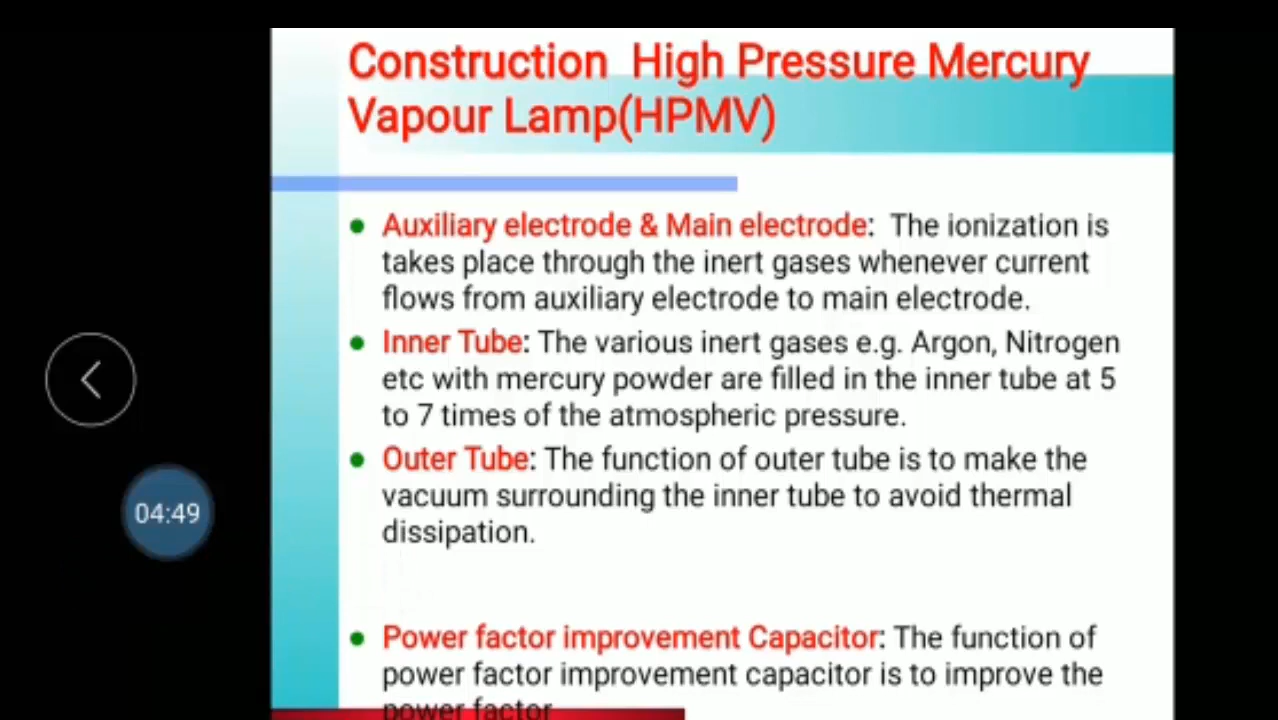 Construction High Pressure Mercury
Vapour Lamp(HPMV)
Auxiliary electrode & Main electrode: The ionization is
takes place through the inert gases whenever current
flows from auxiliary electrode to main electrode.
Inner Tube: The various inert gases e.g. Argon, Nitrogen
etc with mercury powder are filled in the inner tube at 5
to 7 times of the atmospheric pressure.
Outer Tube: The function of outer tube is to make the
vacuum surrounding the inner tube to avoid thermal
dissipation.
04:49
Power factor improvement Capacitor: The function of
power factor improvement capacitor is to improve the
power factor